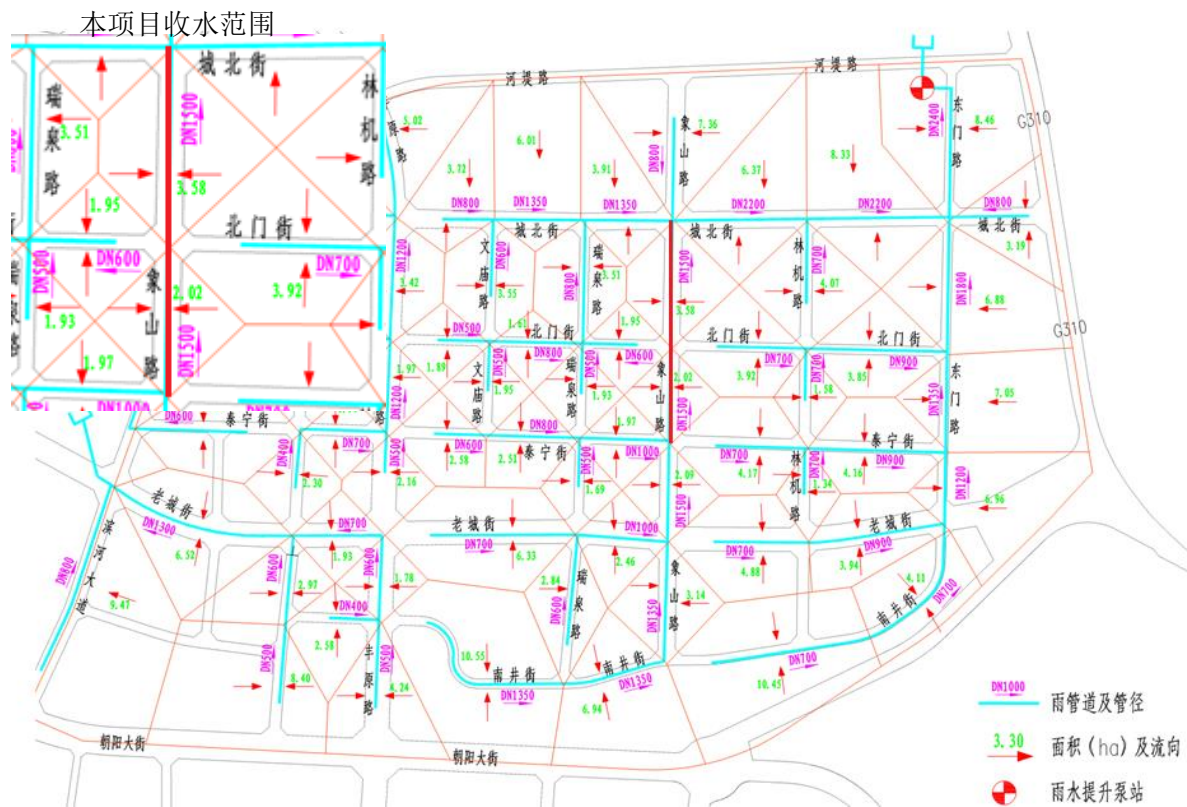 本项目收水范围
城北街
瑞泉路
林机路
DN1500
3.51
3.58
1.95
北门街
DN500
DN600
DN700
象山路
2.02
3.92
1.93
DN1500
1.97
DN1000
河堤路
河堤路
东门路
DN2400
8.46
G310
3.02
6.01
象山路
7.36
DN800
3.72
3.91
6.37
8.33
DN800
DN1350
DN1350
DN2200
DN2200
DN800
城北街
城北街
城北街
3.19
DN1200
文庙路
DN600
瑞泉路
DN800
DN1500
林机路
DN700
3.42
3.55
3.51
3.58
4.07
DN1800
6.88
DN500
1.61
北门街
1.95
北门街
北门街
G310
DN800
DN600
DN700
DN900
1.97
1.89
文庙路
DN500
1.95
瑞泉路
DN500
1.93
象山路
2.02
3.92
DN700
1.58
3.85
东门路
DN1350
7.05
DN1200
DN1500
DN600
泰宁街
DN800
1.97
DN400
DN700
DN500
DN600
泰宁街
DN1000
DN700
泰宁街
DN900
2.58
2.51
DN500
2.09
4.17
林机路
DN700
4.16
2.30
2.16
1.69
DN1500
1.34
DN1200
6.96
老城街
DN1300
DN700
老城街
DN1000
老城街
DN700
DN700
DN900
6.52
1.93
6.33
2.46
4.88
3.94
4.11
滨河大道
DN800
DN600
2.97
DN600
1.78
2.84
瑞泉路
DN600
象山路
3.14
DN1350
南井街
DN700
9.47
DN400
2.58
DN500
8.40
丰原路
DN500
4.24
10.55
南井街
南井街
DN1350
6.94
DN700
10.45
朝阳大街
朝阳大街
DN1000
雨管道及管径
3.30
面积(ha)及流向
雨水提升泵站